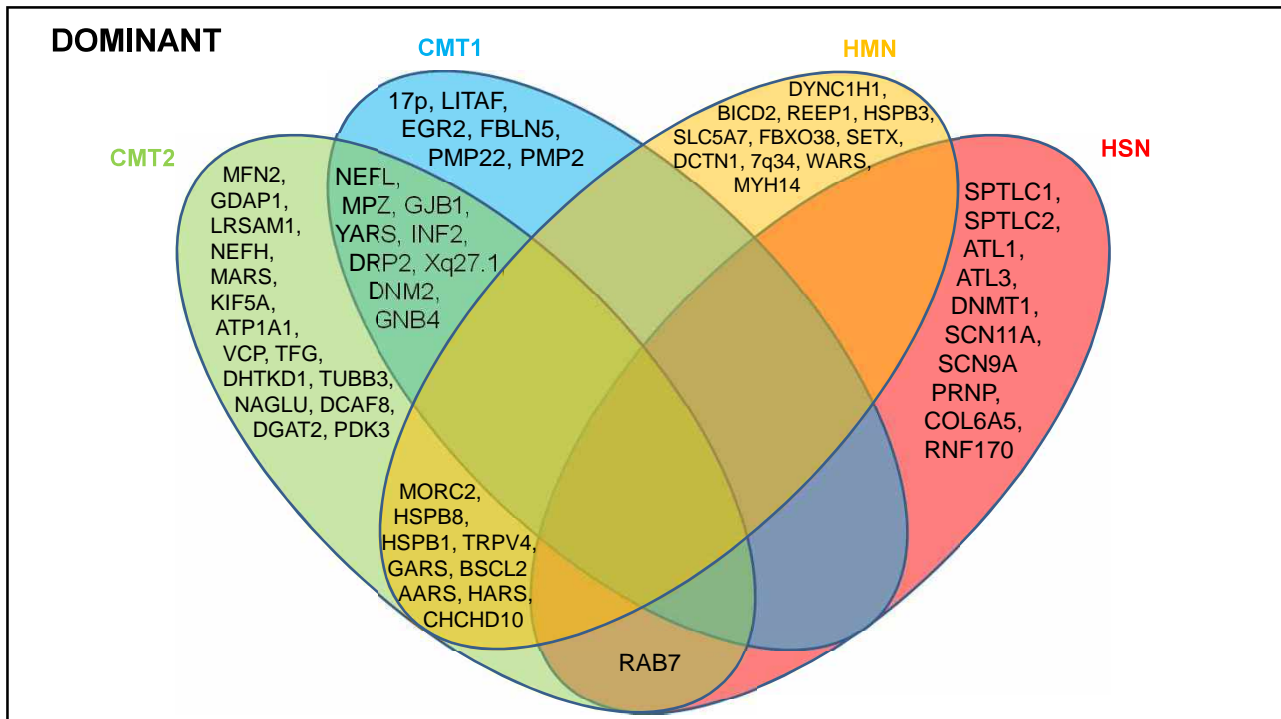 DOMINANT
CMT1
HMN
CMT2
HSN
17p, LITAF,
EGR2, FBLN5,
PMP22, PMP2
DYNC1H1,
BICD2, REEP1, HSPB3,
SLC5A7, FBXO38, SETX,
DCTN1, 7q34, WARS,
MYH14
MFN2,
GDAP1,
LRSAM1,
NEFH,
MARS,
KIF5A,
ATP1A1,
VCP, TFG,
DHTKD1, TUBB3,
NAGLU, DCAF8,
DGAT2, PDK3
NEFL,
MPZ, GJB1,
YARS, INF2,
DRP2, Xq27.1,
DNM2,
GNB4
SPTLC1,
SPTLC2,
ATL1,
ATL3,
DNMT1,
SCN11A,
SCN9A
PRNP,
COL6A5,
RNF170
MORC2,
HSPB8,
HSPB1, TRPV4,
GARS, BSCL2
AARS, HARS,
CHCHD10
RAB7